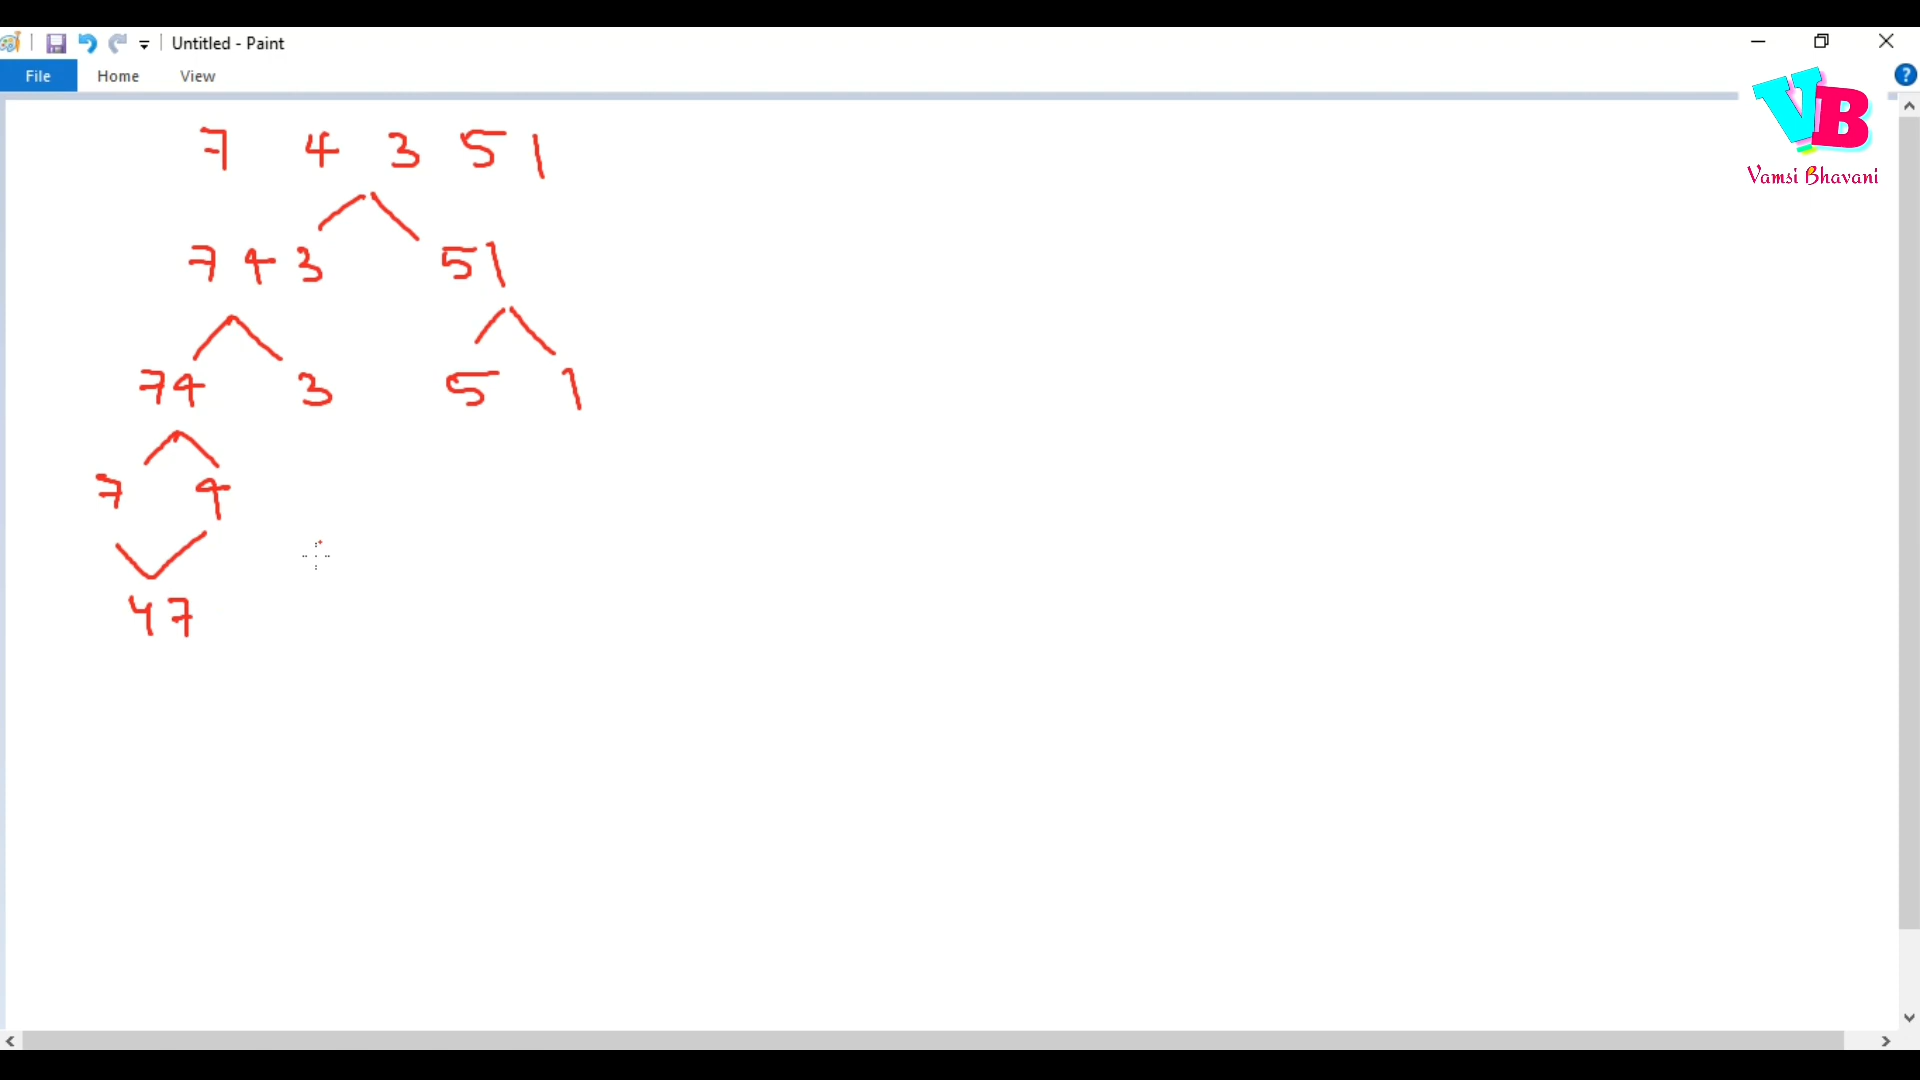 Untitled - Paint
File Home View
?
VB
Vamsi Bhavani
7 4 3 5 1
7 4 3 5 1
7 4 3 5 1
7 4
4 7